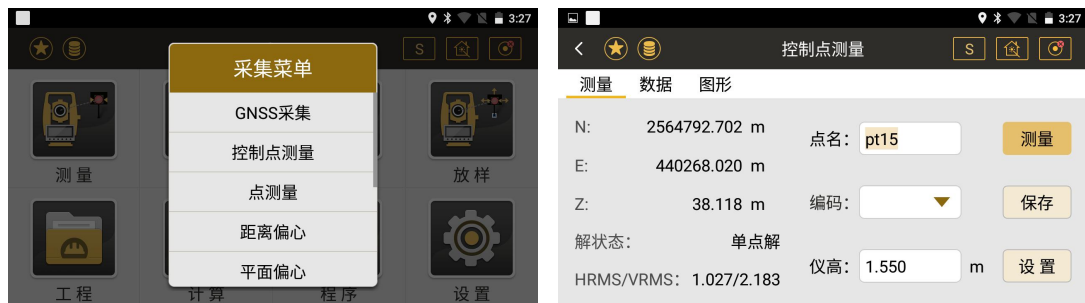 3:27
S
采集菜单
GNSS采集
控制点测量
点测量
距离偏心
平面偏心
测量
放样
工程
计算
程序
设置
3:27
控制点测量
S
测量 数据 图形
N: 2564792.702 m
点名: pt15
测量
E: 440268.020 m
Z: 38.118 m
编码:
保存
解状态: 单点解
HRMS/VRMS: 1.027/2.183
仪高: 1.550 m
设置